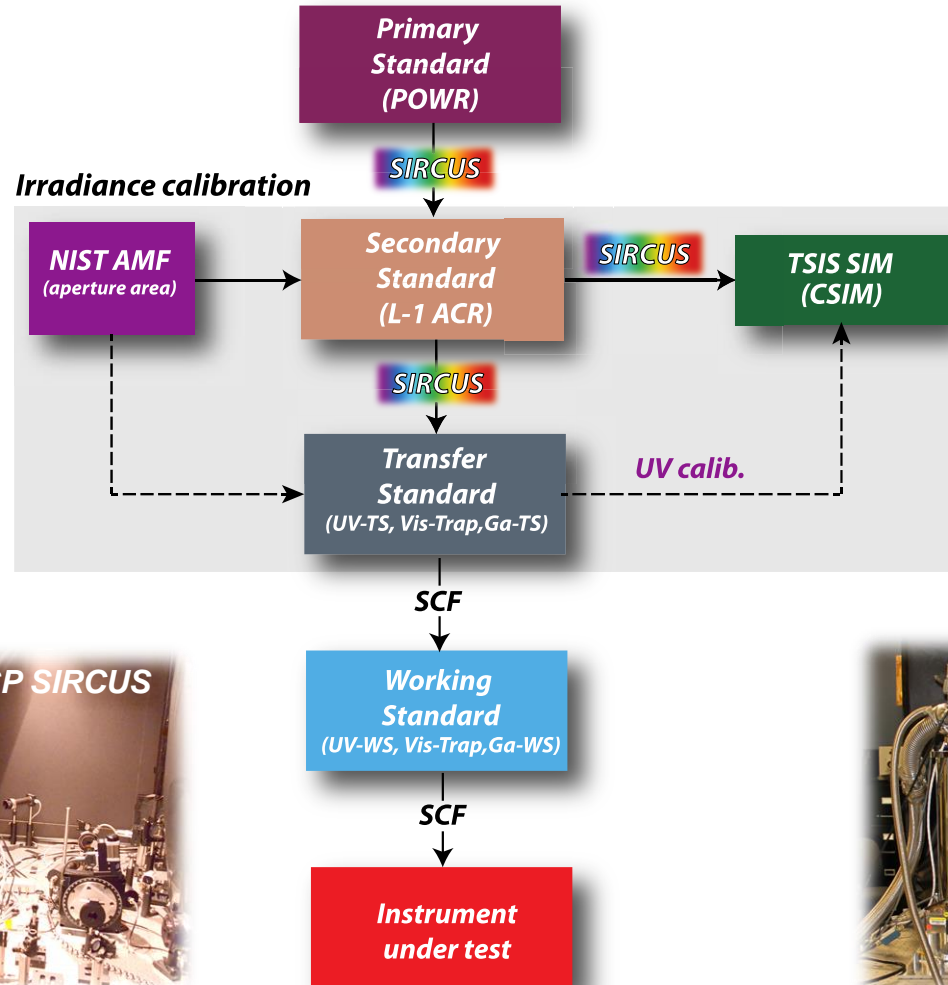 Primary
Standard
(POWR)
SIRCUS
Irradiance calibration
NIST AMF
(aperture area)
Secondary
Standard
(L-1 ACR)
SIRCUS
TSIS SIM
(CSIM)
SIRCUS
Transfer
Standard
(UV-TS, Vis-Trap,Ga-TS)
UV calib.
SCF
P SIRCUS
Working
Standard
(UV-WS, Vis-Trap,Ga-WS)
SCF
Instrument
under test